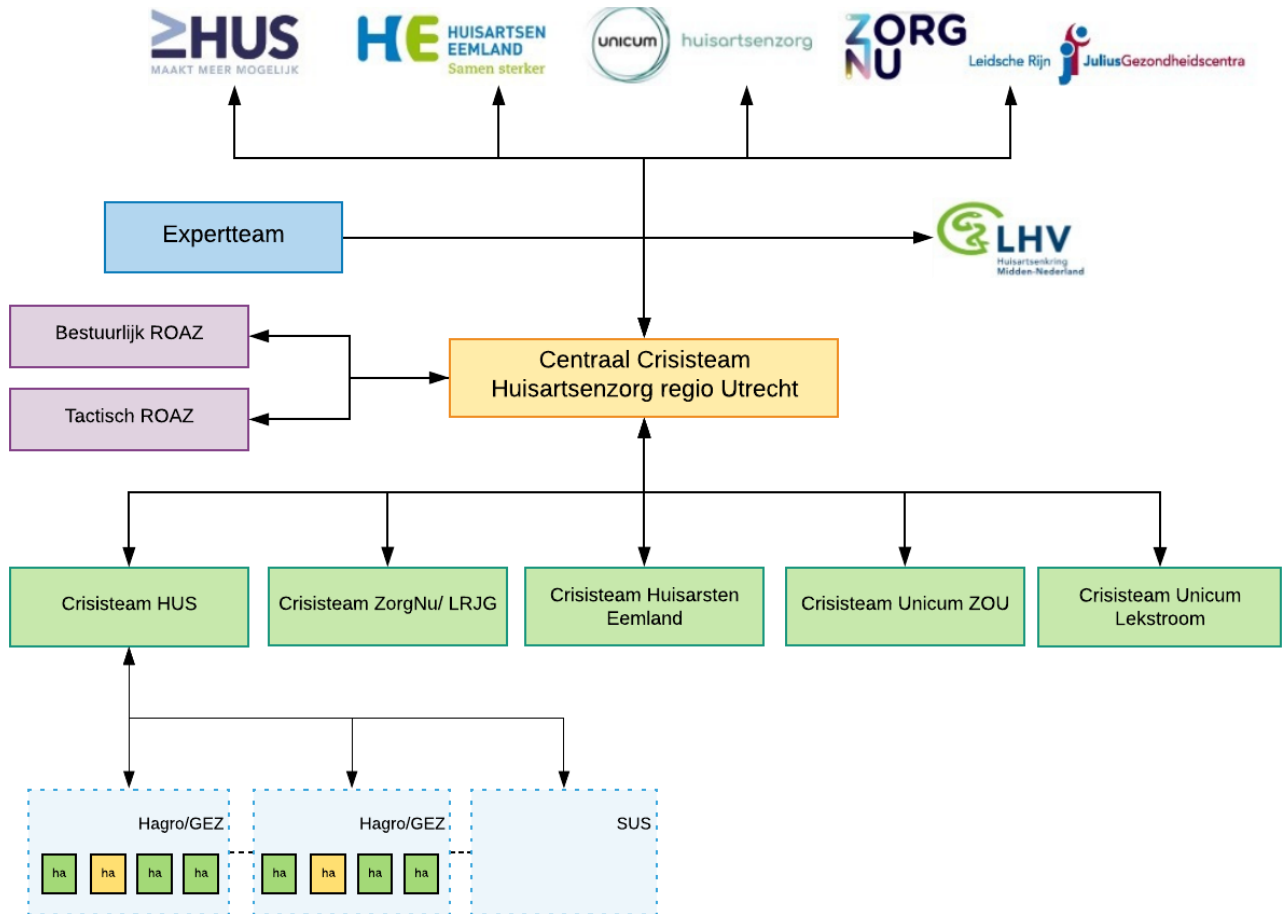 ≥HUS
MAAKT MEER MOGELIJK
HE HUISARTSEN
EEMLAND
Samen sterker
unicum huisartsenzorg
ZORG
NU
Leidsche Rijn JuliusGezondheidscentra
Expertteam
LHV
Huisartsenkring
Midden-Nederland
Bestuurlijk ROAZ
Tactisch ROAZ
Centraal Crisisteam
Huisartsenzorg regio Utrecht
Crisisteam HUS
Crisisteam ZorgNu/ LRJG
Crisisteam Huisarsten
Eemland
Crisisteam Unicum ZOU
Crisisteam Unicum
Lekstroom
Hagro/GEZ
ha ha ha ha
Hagro/GEZ
ha ha ha ha
SUS